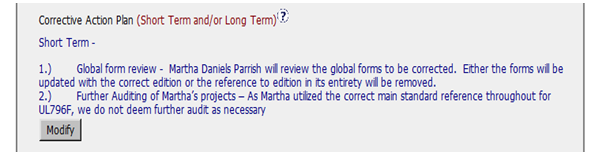 Corrective Action Plan (Short Term and/or Long Term) ?
Short Term -
1.) Global form review - Martha Daniels Parrish will review the global forms to be corrected. Either the forms will be
updated with the correct edition or the reference to edition in its entirety will be removed.
2.) Further Auditing of Martha's projects – As Martha utilized the correct main standard reference throughout for
UL796F, we do not deem further audit as necessary
Modify